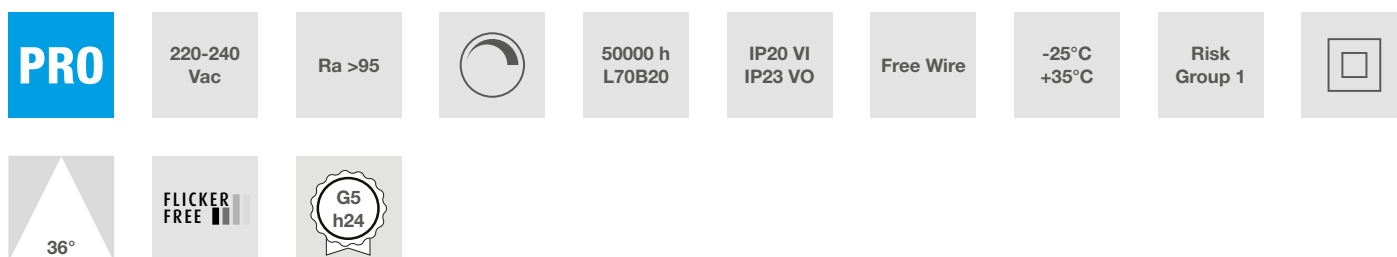 PRO
220-240
Vac
Ra >95
50000 h
L70B20
IP20 VI
IP23 VO
Free Wire
-25°C
+35°C
Risk
Group 1
36°
FLICKER
FREE
G5
h24